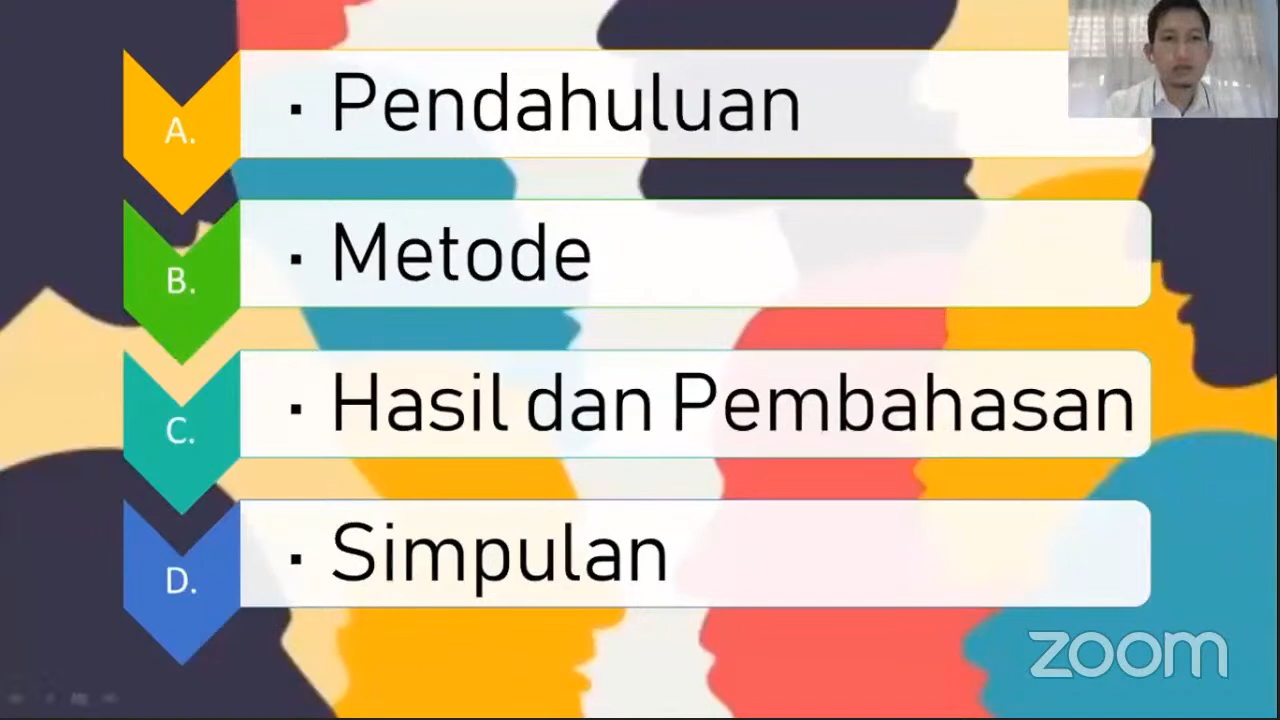 A.
▪ Pendahuluan
B.
▪ Metode
C.
▪ Hasil dan Pembahasan
D.
▪ Simpulan
zoom